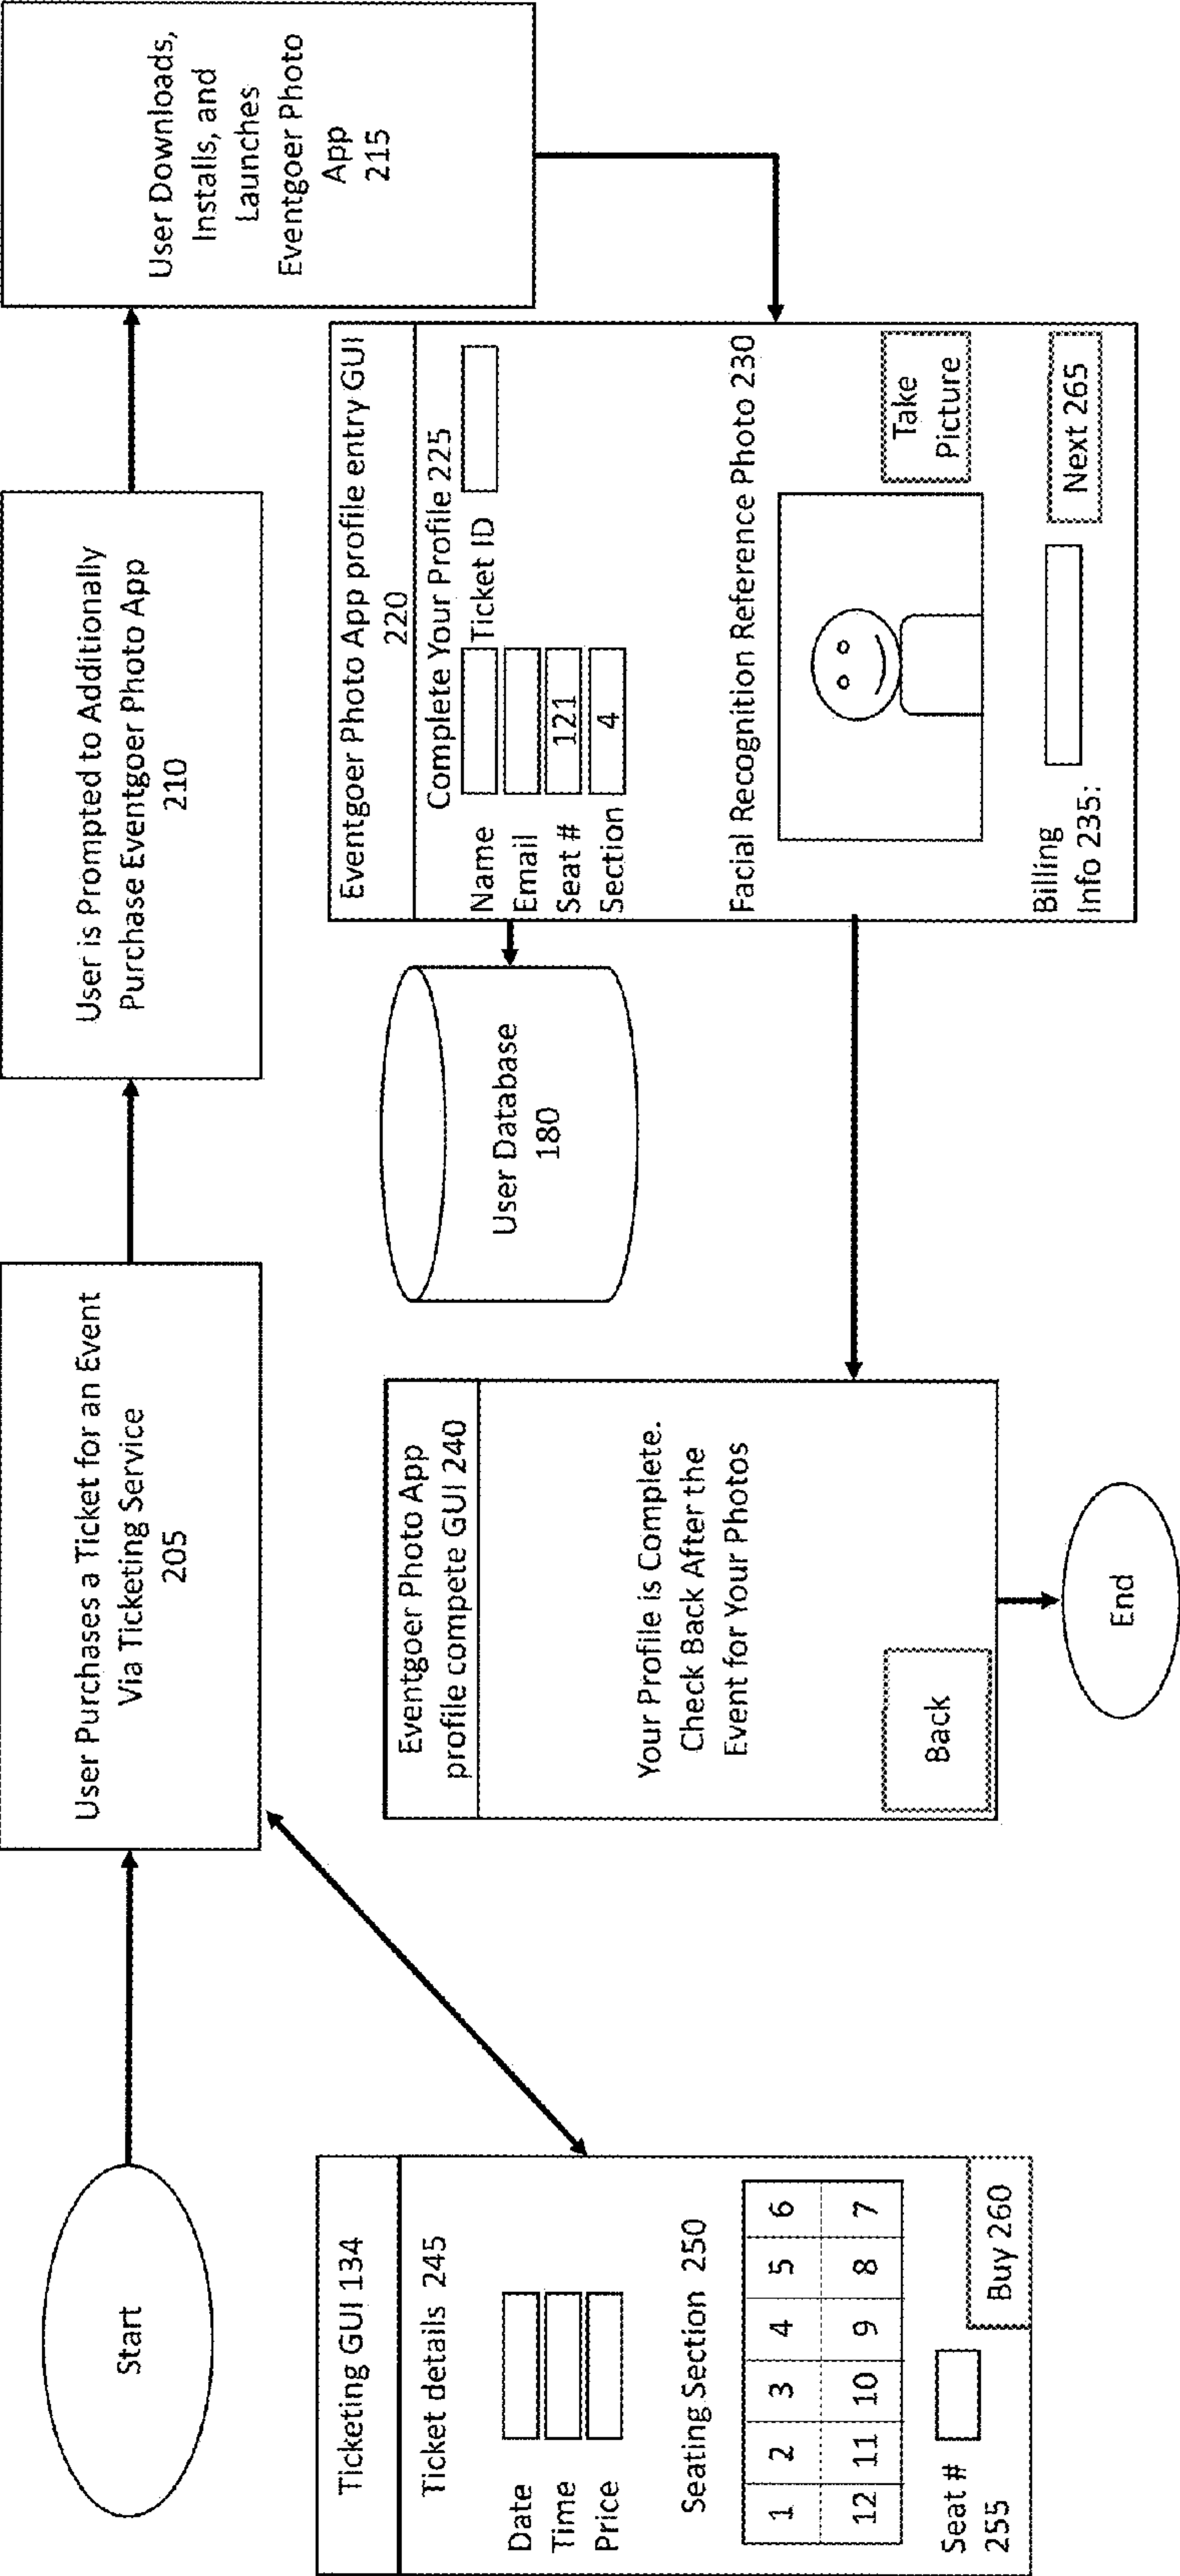 Start
User Purchases a Ticket for an Event
Via Ticketing Service
205
User is Prompted to Additionally
Purchase Eventgoer Photo App
210
User Downloads,
Installs, and
Launches
Eventgoer Photo
App
215
Ticketing GUI 134
Ticket details 245
Date
Time
Price
Seating Section 250
1 2 3 4 5 6
12 11 10 9 8 7
Seat #
255
Buy 260
Eventgoer Photo App
profile compete GUI 240
Your Profile is Complete.
Check Back After the
Event for Your Photos
Back
End
User Database
180
Eventgoer Photo App profile entry GUI
220
Complete Your Profile 225
Name Ticket ID
Email
Seat # 121
Section 4
Facial Recognition Reference Photo 230
Take
Picture
Billing
Info 235:
Next 265